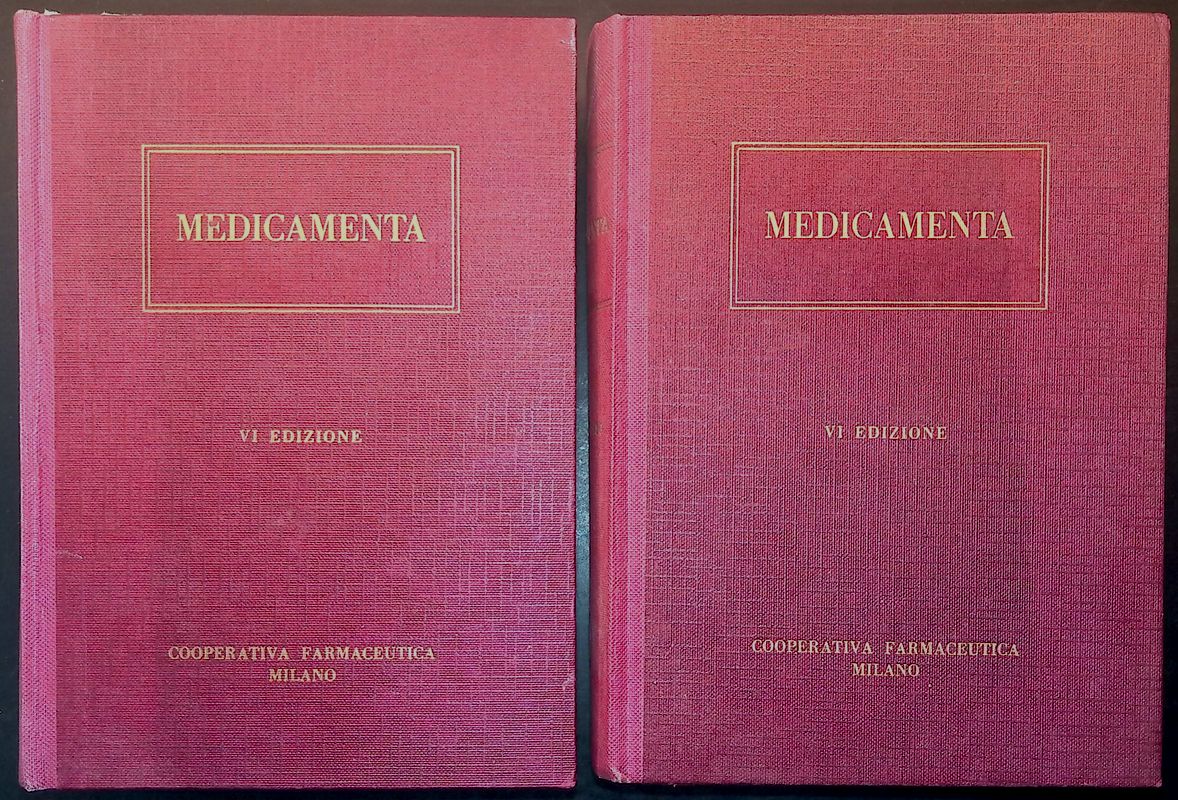 MEDICAMENTA
VI EDIZIONE
COOPERATIVA FARMACEUTICA
MILANO
MEDICAMENTA
VI EDIZIONE
COOPERATIVA FARMACEUTICA
MILANO